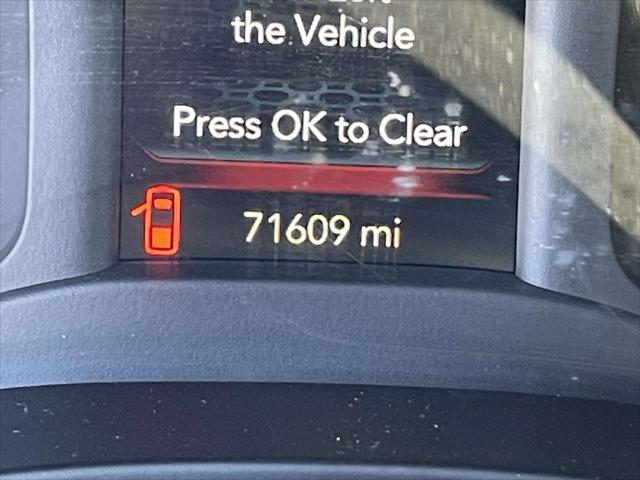 the Vehicle
Press OK to Clear
71609 mi